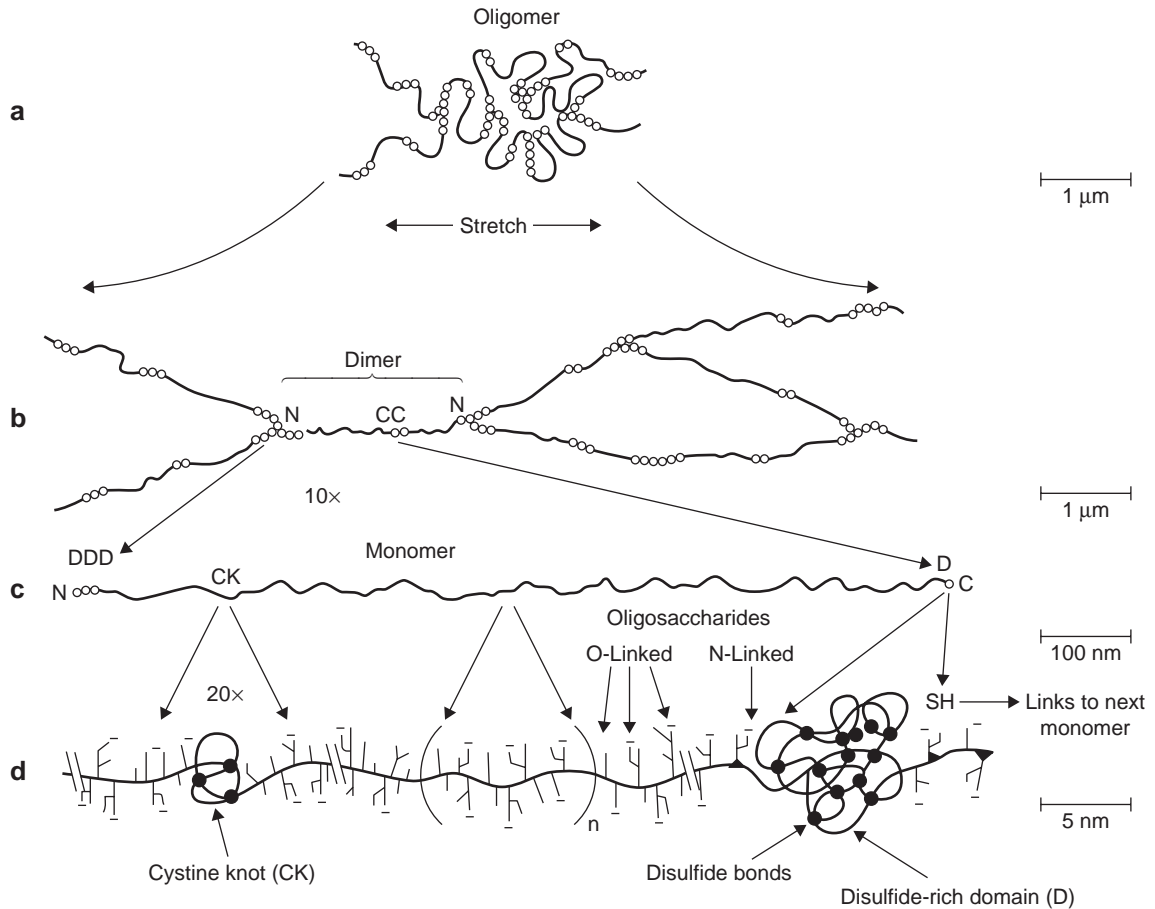 Oligomer
a
1 μm
Stretch
Dimer
N
CC
N
b
10×
1 μm
DDD
Monomer
D
N
CK
C
c
Oligosaccharides
O-Linked
N-Linked
100 nm
20×
SH
Links to next
monomer
d
n
5 nm
Cystine knot (CK)
Disulfide bonds
Disulfide-rich domain (D)